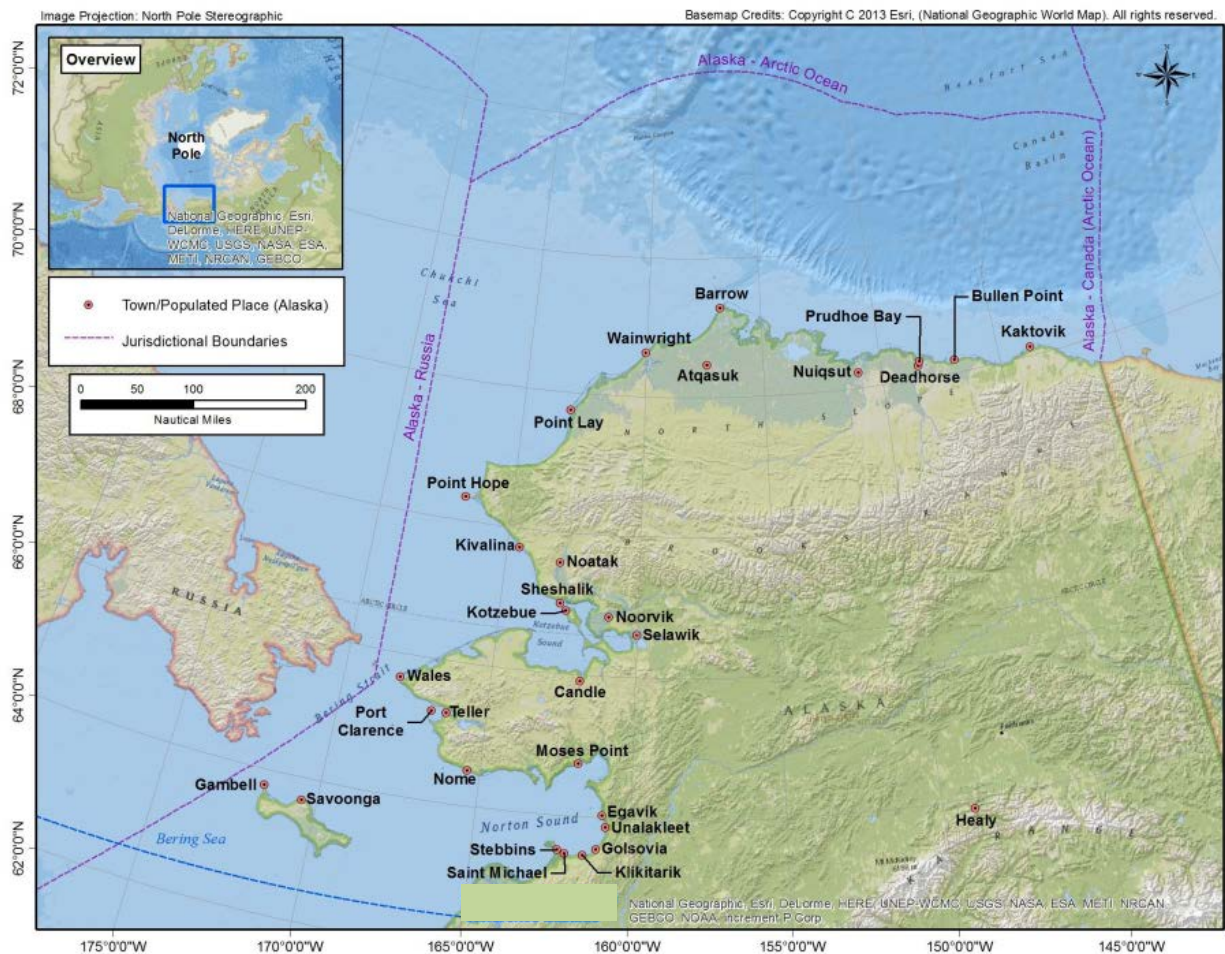 Image Projection: North Pole Stereographic
Basemap Credits: Copyright C 2013 Esri, (National Geographic World Map). All rights reserved.
Overview
ASIA
North
Pole
National Geographic, Esri,
DeLorme, HERE, UNEP-
WCMC, USGS, NASA, ESA,
METI, NRCAN, GEBCO
Town/Populated Place (Alaska)
Jurisdictional Boundaries
0
100
200
Nautical Miles
72°0'0"N
70°0'0"N
68°0'0"N
66°0'0"N
64°0'0"N
62°0'0"N
Alaska - Arctic Ocean
Beaufort Sea
Canada
Basin
Alaska - Canada (Arctic Ocean)
Chukchi
Sea
Alaska - Russia
Barrow
Bullen Point
Prudhoe Bay
Kaktovik
Wainwright
Atqasuk
Nuiqsut
Deadhorse
Point Lay
NORTH SLOPE
Point Hope
BROOKS RANGE
Kivalina
Noatak
RUSSIA
Sheshalik
ARCTIC CIRCLE
ARCTIC CIRCLE
Kotzebue
Noorvik
Kotzebue
Sound
Selawik
Wales
Bering Strait
Candle
ALASKA
Port
Clarence
Teller
Fairbanks
Moses Point
Nome
Gambell
Savoonga
Egavik
Healy
Norton Sound
Unalakleet
RANGE
Bering Sea
Stebbins
Golsovia
Saint Michael
Klikitarik
National Geographic, Esri, DeLorme, HERE, UNEP-WCMC, USGS, NASA, ESA, METI, NRCAN,
GEBCO, NOAA, increment P Corp.
175°0'0"W
170°0'0"W
165°0'0"W
160°0'0"W
155°0'0"W
150°0'0"W
145°0'0"W